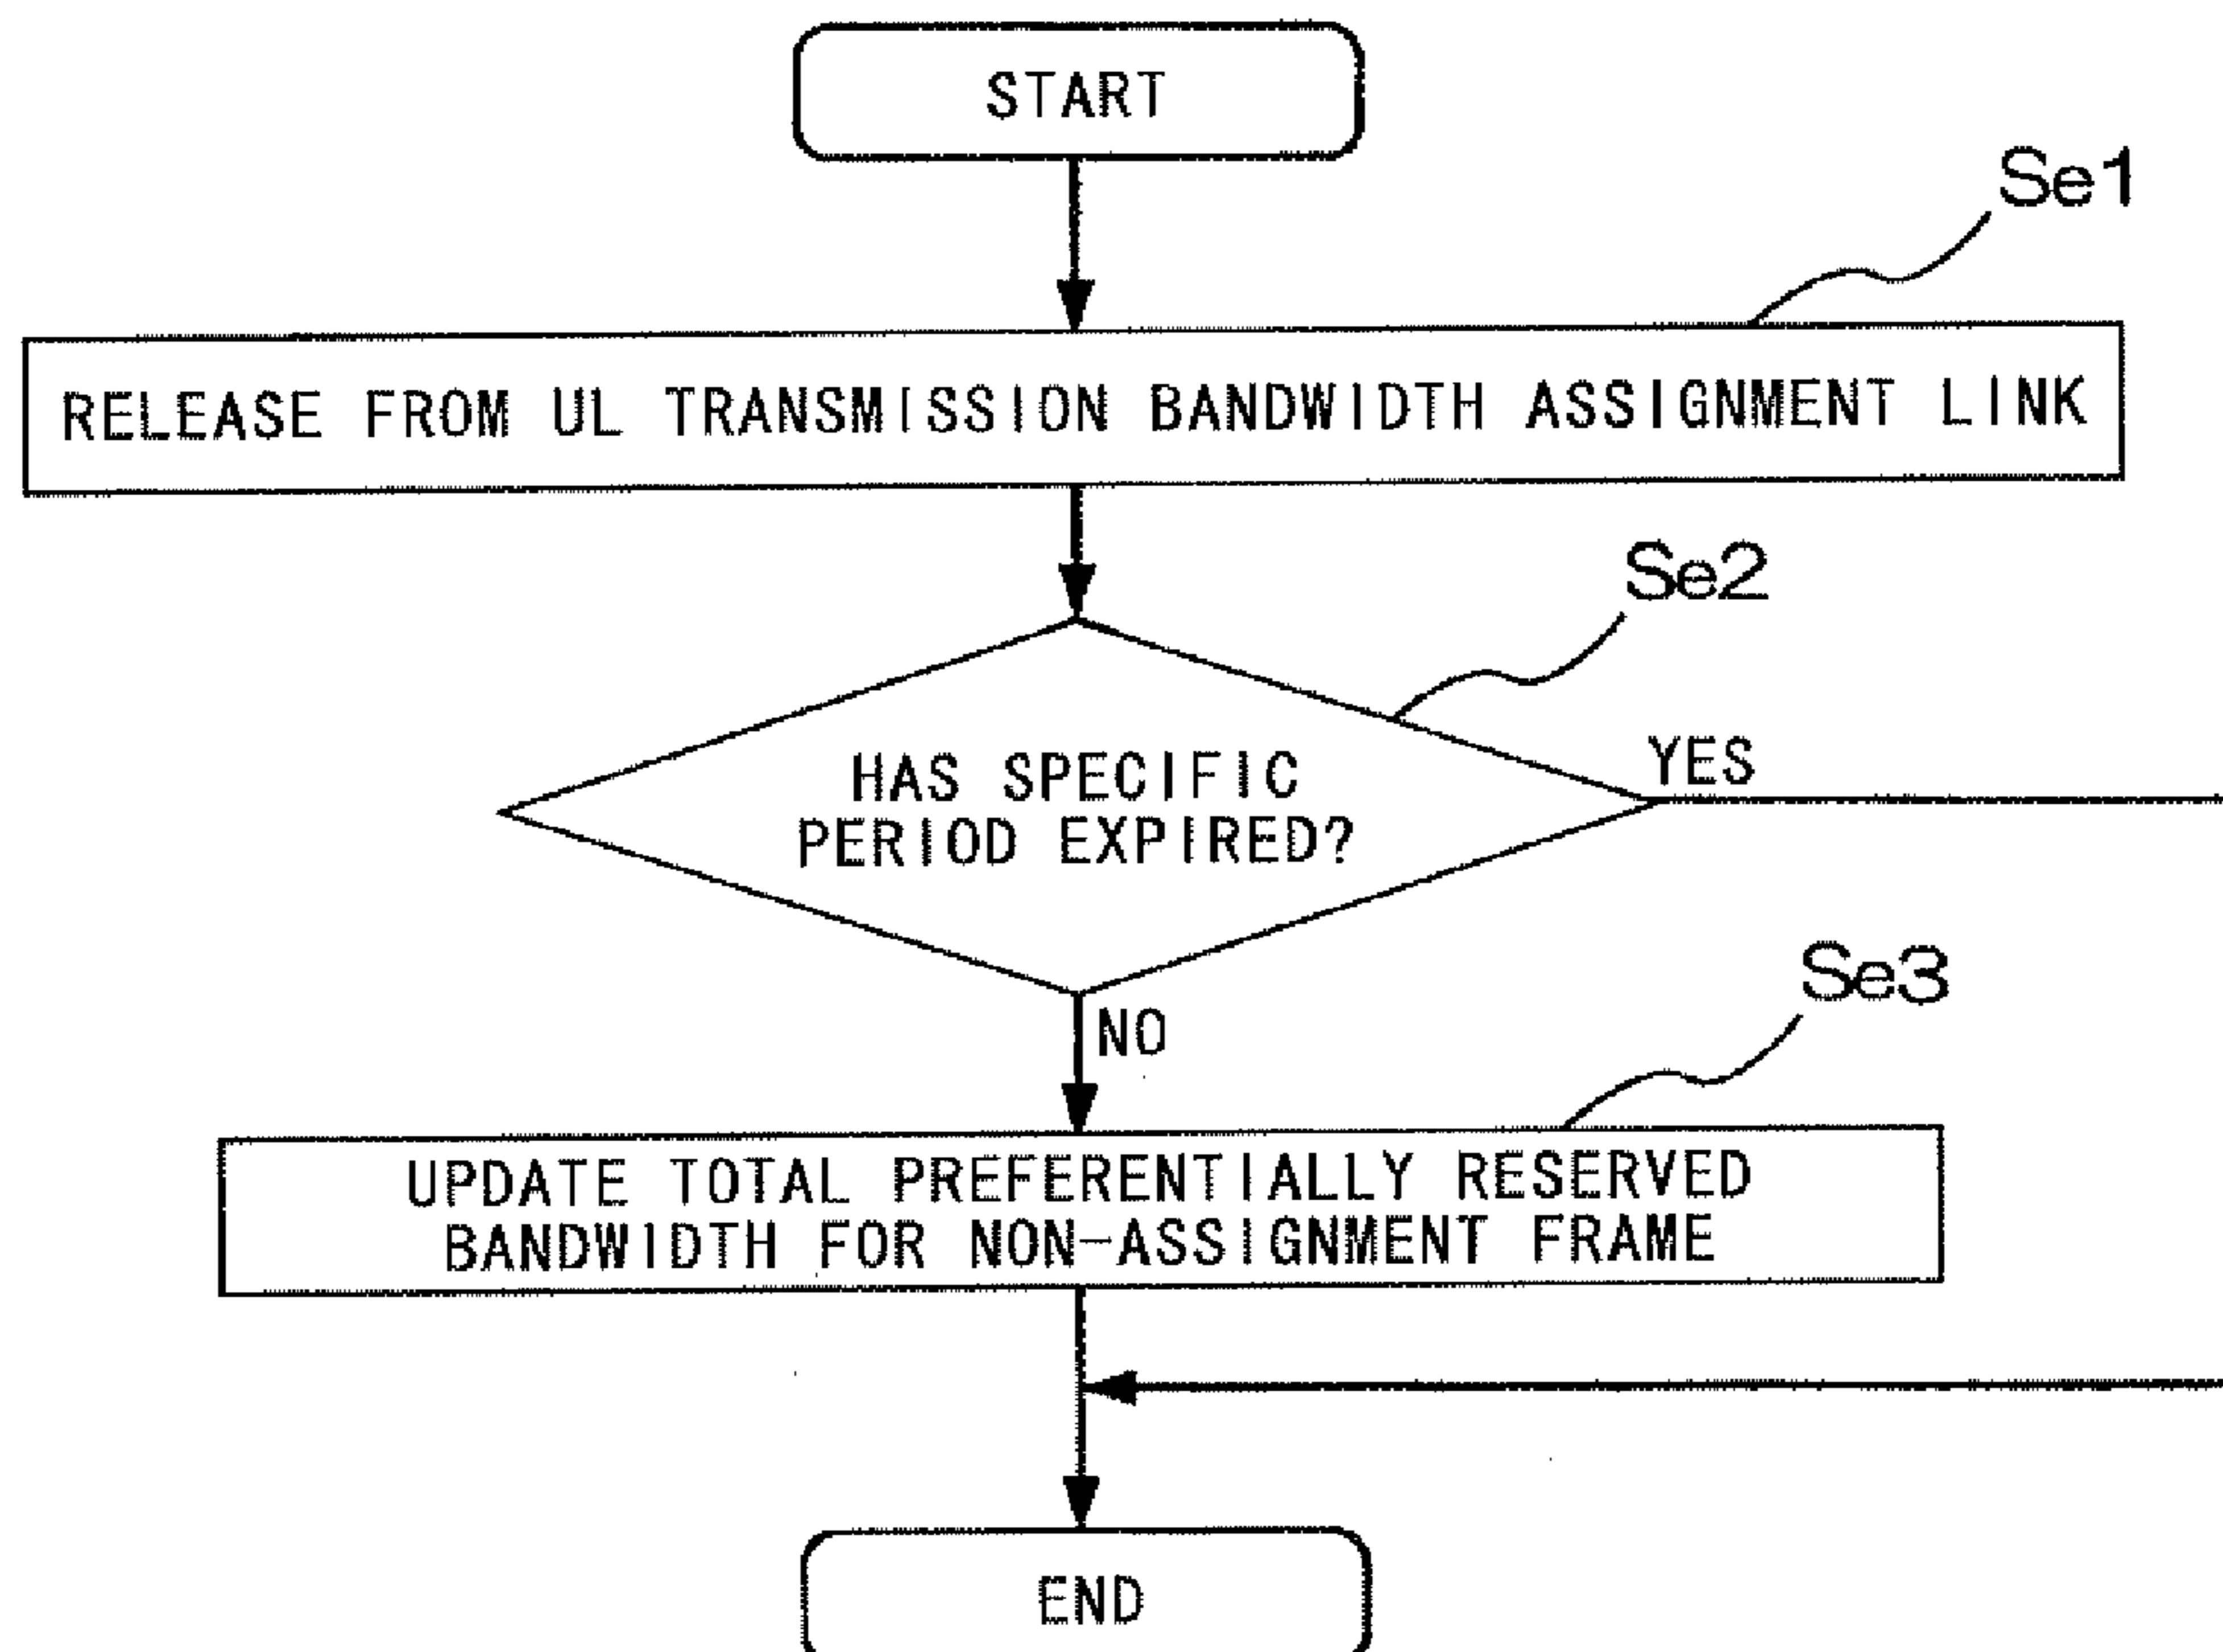 START
Se1
RELEASE FROM UL TRANSMISSION BANDWIDTH ASSIGNMENT LINK
Se2
HAS SPECIFIC
PERIOD EXPIRED?
YES
NO
Se3
UPDATE TOTAL PREFERENTIALLY RESERVED
BANDWIDTH FOR NON-ASSIGNMENT FRAME
END